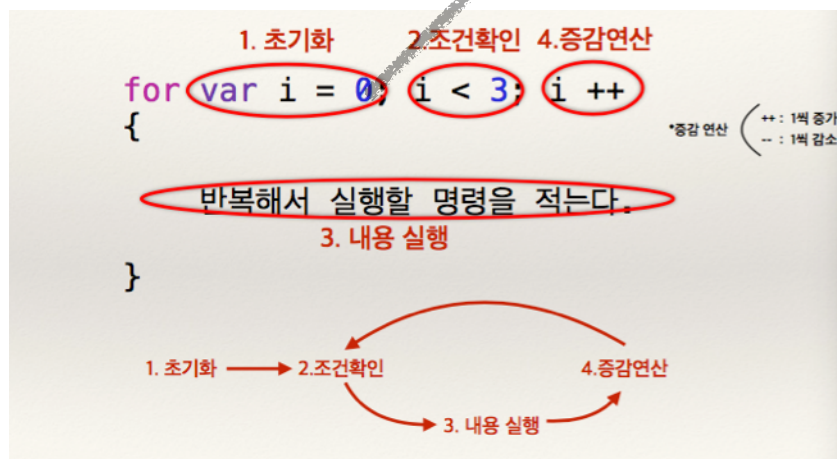 1. 초기화 2.조건확인 4.증감연산
for var i = 0; i < 3; i ++
{
*증감 연산 ++ : 1씩 증가
-- : 1씩 감소
반복해서 실행할 명령을 적는다.
3. 내용 실행
}
1. 초기화 2.조건확인 4.증감연산
3. 내용 실행